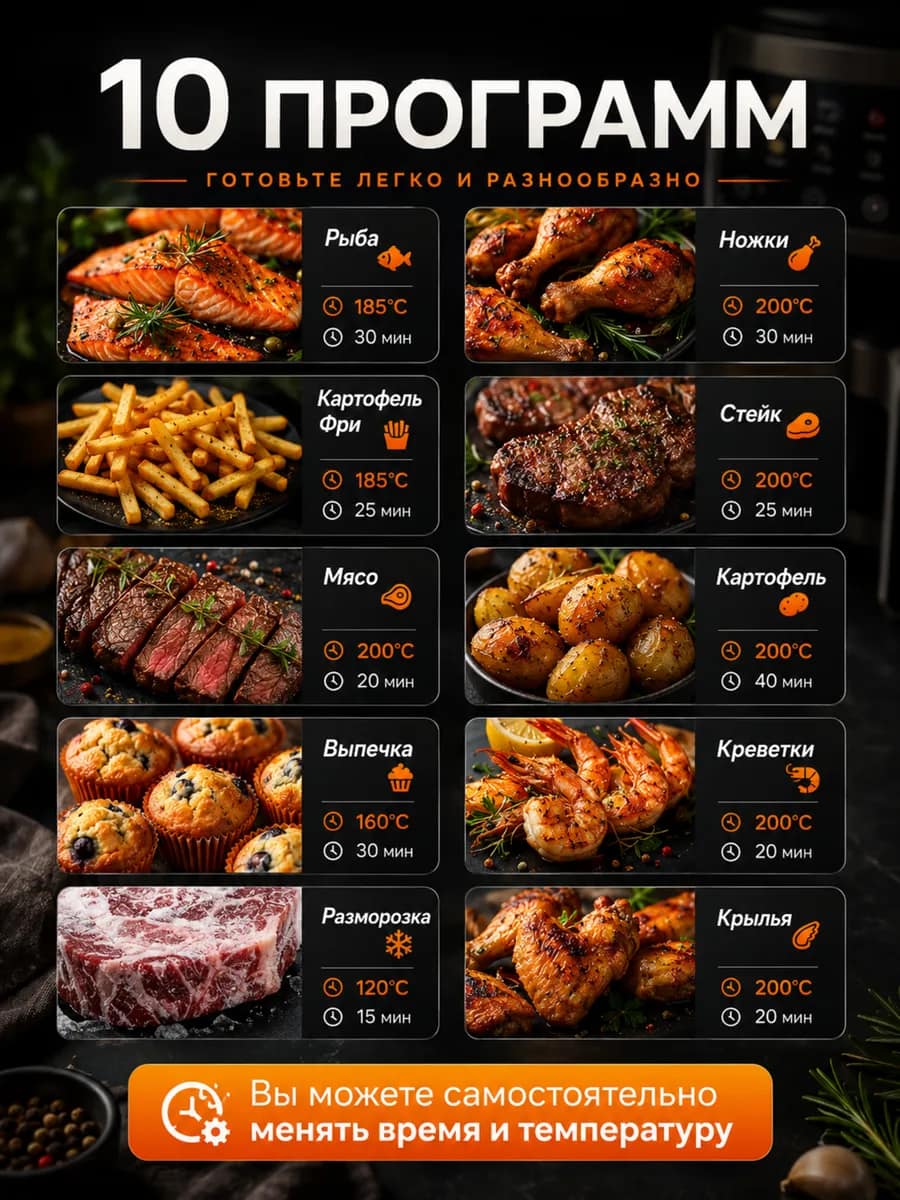 10 ПРОГРАММ
ГОТОВЬТЕ ЛЕГКО И РАЗНООБРАЗНО
Рыба
185°C
30 мин
Ножки
200°C
30 мин
Картофель
Фри
185°C
25 мин
Стейк
200°C
25 мин
Мясо
200°C
20 мин
Картофель
200°C
40 мин
Выпечка
160°C
30 мин
Креветки
200°C
20 мин
Разморозка
120°C
15 мин
Крылья
200°C
20 мин
Вы можете самостоятельно
менять время и температуру